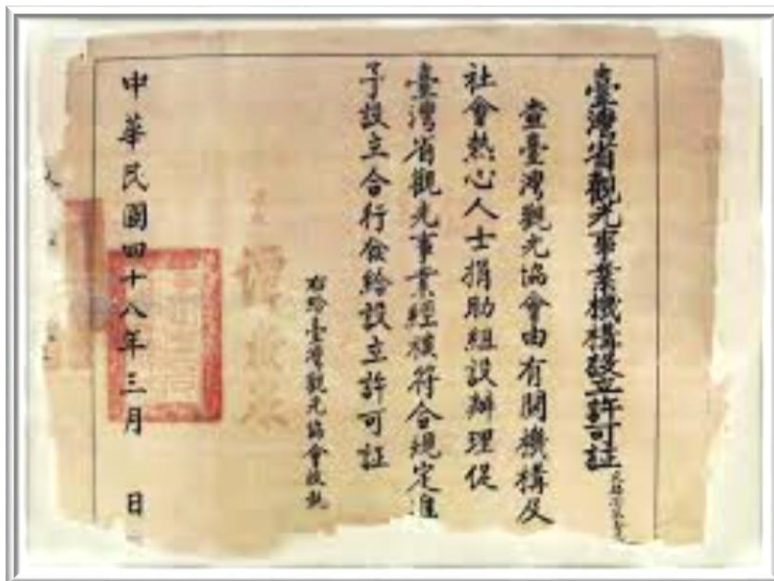 臺灣省觀光事業機構設立許可証
查臺灣觀光協會由有關機構及
社會熱心人士捐助組設辦理促
臺灣省觀光事業經核符合規定進
予設立合行發給設立許可証
右給臺灣觀光協會收執
中華民國四十八年三月 日